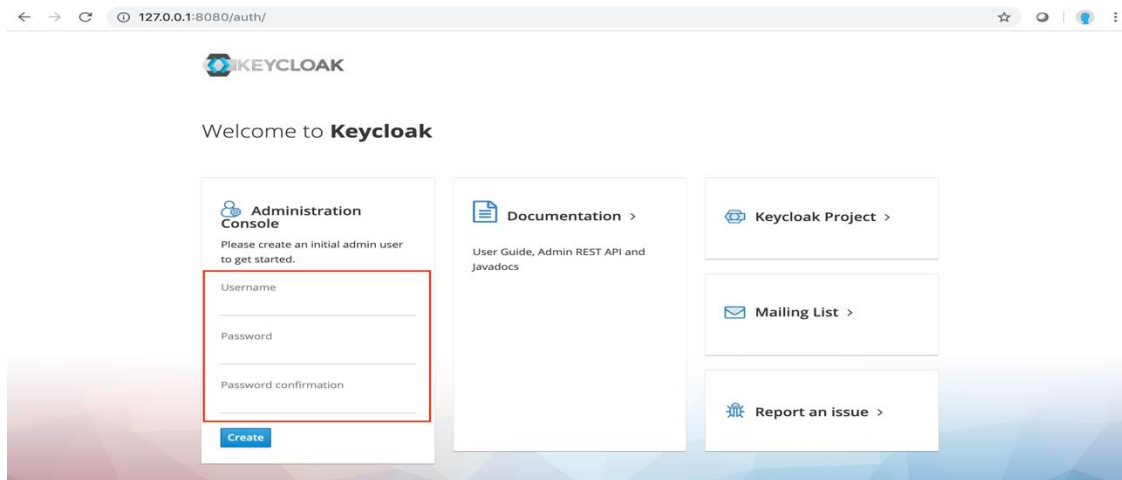 127.0.0.1:8080/auth/
KEYCLOAK
Welcome to Keycloak
Administration
Console
Please create an initial admin user
to get started.
Username
Password
Password confirmation
Create
Documation >
User Guide, Admin REST API and
Javadocs
Keycloak Project >
Mailing List >
Report an issue >